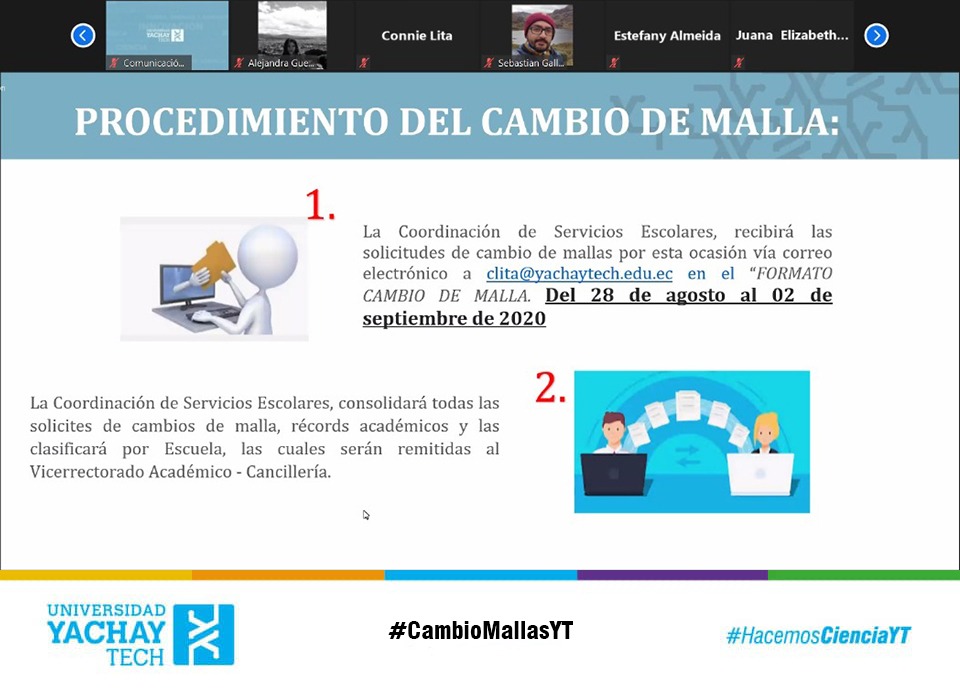 YACHAY
TECH
Comunicació...
Alejandra Gue...
Connie Lita
Sebastian Gall...
Estefany Almeida
Juana Elizabeth...
PROCEDIMIENTO DEL CAMBIO DE MALLA:
1.
La Coordinación de Servicios Escolares, recibirá las
solicitudes de cambio de mallas por esta ocasión vía correo
electrónico a clita@yachaytech.edu.ec en el “FORMATO
CAMBIO DE MALLA. Del 28 de agosto al 02 de
septiembre de 2020
2.
La Coordinación de Servicios Escolares, consolidará todas las
solicites de cambios de malla, récords académicos y las
clasificará por Escuela, las cuales serán remitidas al
Vicerrectorado Académico - Cancillería.
UNIVERSIDAD
YACHAY
TECH
#CambioMallasYT
#HacemosCienciaYT